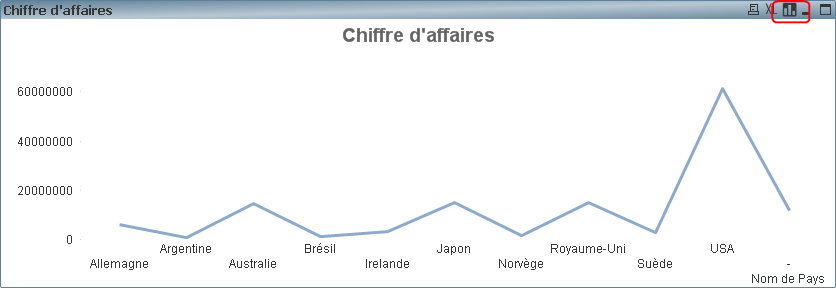 Chiffre d'affaires
XL
Chiffre d'affaires
60000000
40000000
20000000
0
Argentine Brésil Japon Royaume-Uni USA
Allemagne Australie Irelande Norvège Suède -
Nom de Pays